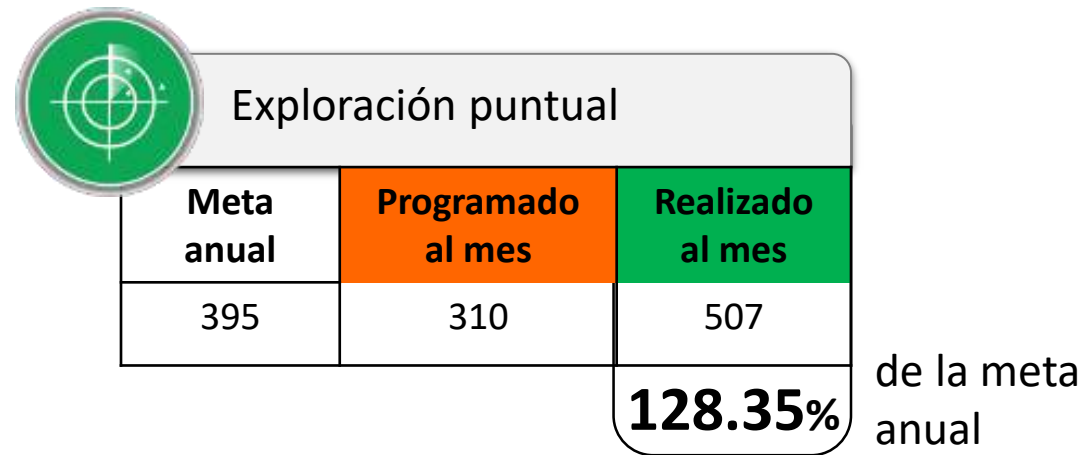 Exploración puntual
Meta anual
Programado al mes
Realizado al mes
395 310 507
128.35%
de la meta
anual